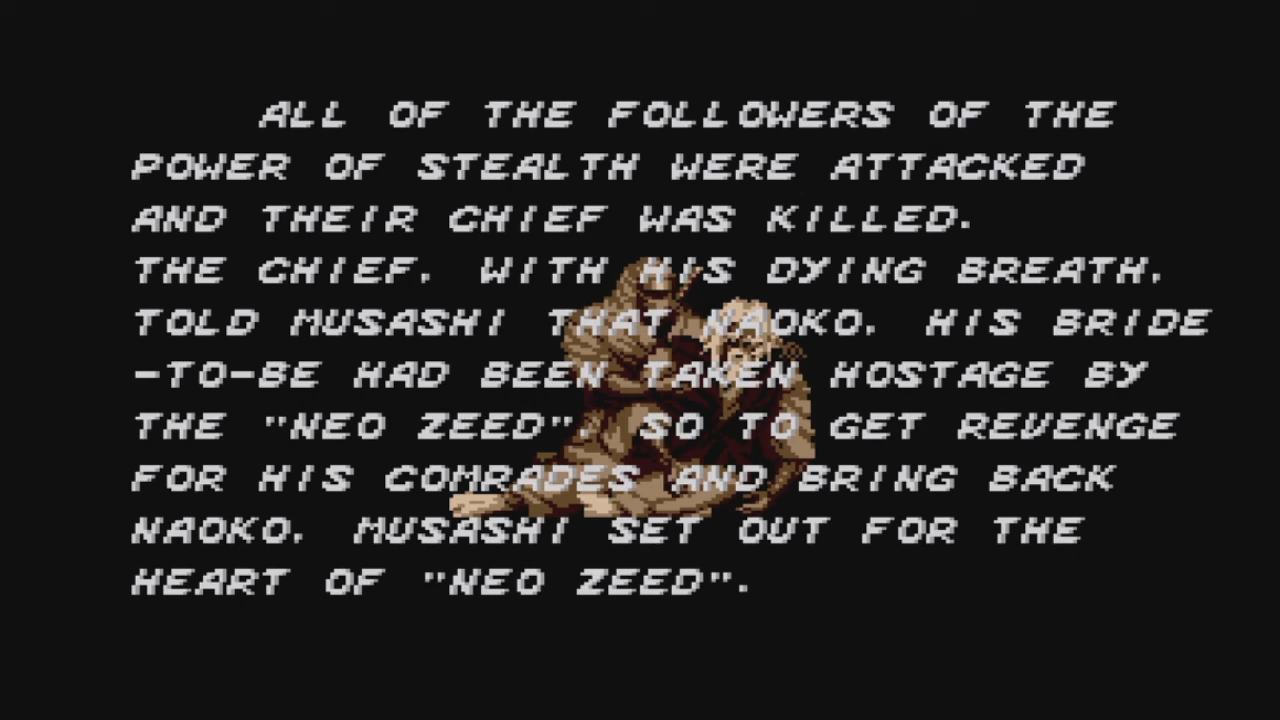 ALL OF THE FOLLOWERS OF THE
POWER OF STEALTH WERE ATTACKED
AND THEIR CHIEF WAS KILLED.
THE CHIEF, WITH HIS DYING BREATH,
TOLD MUSASHI THAT NAOKO, HIS BRIDE
-TO-BE HAD BEEN TAKEN HOSTAGE BY
THE "NEO ZEED". SO TO GET REVENGE
FOR HIS COMRADES AND BRING BACK
NAOKO, MUSASHI SET OUT FOR THE
HEART OF "NEO ZEED".